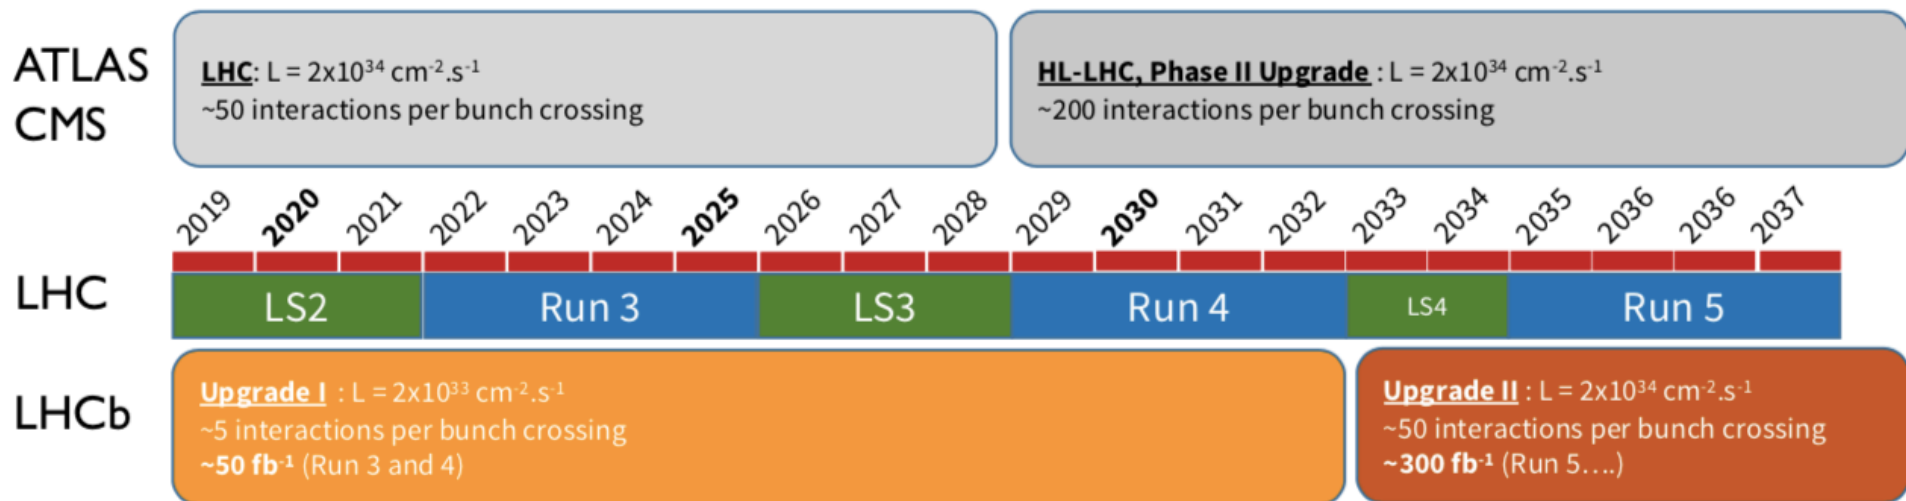 ATLAS
CMS
LHC: L = 2x10³⁴ cm⁻².s⁻¹
~50 interactions per bunch crossing
HL-LHC, Phase II Upgrade : L = 2x10³⁴ cm⁻².s⁻¹
~200 interactions per bunch crossing
2019 2020 2021 2022 2023 2024 2025 2026 2027 2028 2029 2030 2031 2032 2033 2034 2035 2036 2036 2037
LHC
LS2 Run 3 LS3 Run 4 LS4 Run 5
LHCb
Upgrade I : L = 2x10³³ cm⁻².s⁻¹
~5 interactions per bunch crossing
~50 fb⁻¹ (Run 3 and 4)
Upgrade II : L = 2x10³⁴ cm⁻².s⁻¹
~50 interactions per bunch crossing
~300 fb⁻¹ (Run 5....)